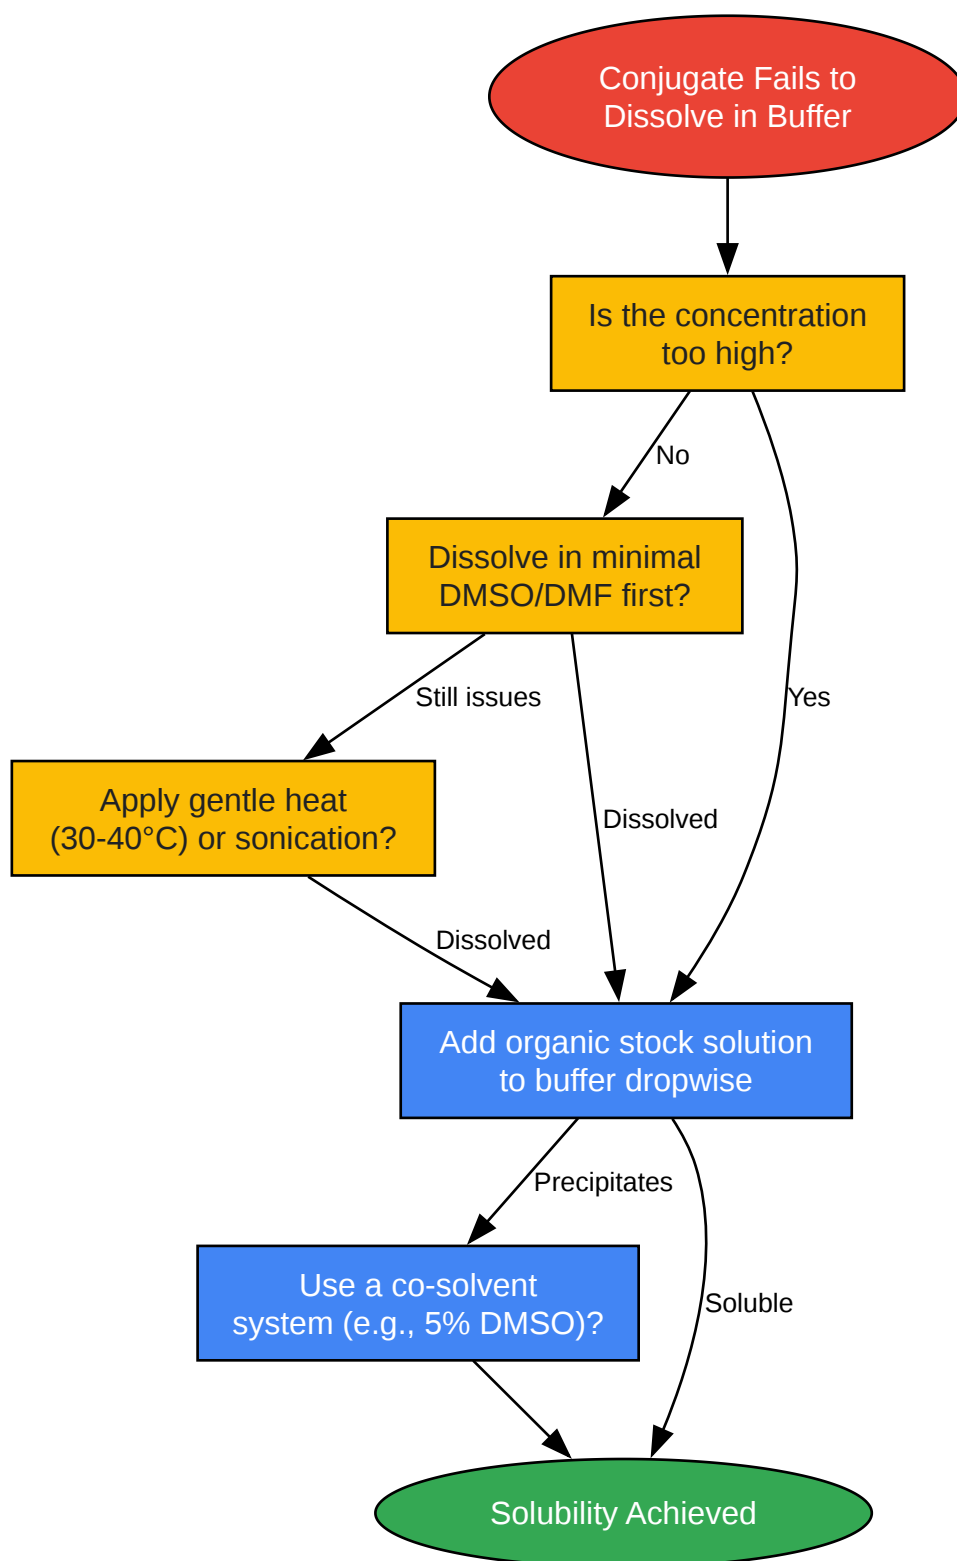 Conjugate Fails to
Dissolve in Buffer
Is the concentration
too high?
No
Dissolve in minimal
DMSO/DMF first?
Still issues
Yes
Apply gentle heat
(30-40°C) or sonication?
Dissolved
Dissolved
Add organic stock solution
to buffer dropwise
Precipitates
Use a co-solvent
system (e.g., 5% DMSO)?
Soluble
Solubility Achieved